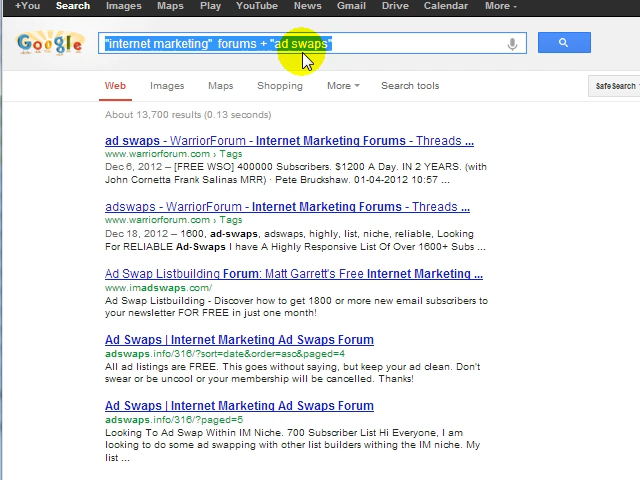 +You Search Images Maps Play YouTube News Gmail Drive Calendar More
Google "internet marketing" forums + "ad swaps"
Web Images Maps Shopping More Search tools SafeSearch
About 13,700 results (0.13 seconds)
ad swaps - WarriorForum - Internet Marketing Forums - Threads ...
www.warriorforum.com › Tags
Dec 6, 2012 – [FREE WSO] 400000 Subscribers. $1200 A Day. IN 2 YEARS. (with
John Cornetta Frank Salinas MRR) · Pete Bruckshaw. 01-04-2012 10:57 ...
adswaps - WarriorForum - Internet Marketing Forums - Threads ...
www.warriorforum.com › Tags
Dec 18, 2012 – 1600, ad-swaps, adswaps, highly, list, niche, reliable, Looking
For RELIABLE Ad-Swaps I have A Highly Responsive List Of Over 1600+ Subs ...
Ad Swap Listbuilding Forum: Matt Garrett's Free Internet Marketing ...
www.imadswaps.com/
Ad Swap Listbuilding - Discover how to get 1800 or more new email subscribers to
your newsletter FOR FREE in just one month!
Ad Swaps | Internet Marketing Ad Swaps Forum
adswaps.info/316/?sort=date&order=asc&paged=4
All ad listings are FREE. This goes without saying, but keep your ad clean. Don't
swear or be uncool or your membership will be cancelled. Thanks!
Ad Swaps | Internet Marketing Ad Swaps Forum
adswaps.info/316/?paged=5
Looking To Ad Swap Within IM Niche. 700 Subscriber List Hi Everyone, I am
looking to do some ad swapping with other list builders withing the IM niche. My
list ...